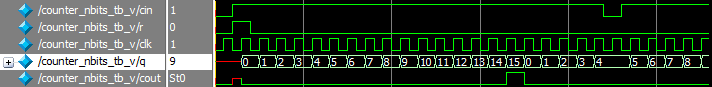 /counter_nbits_tb_v/cin 1
/counter_nbits_tb_v/r 0
/counter_nbits_tb_v/clk 1
/counter_nbits_tb_v/q 9 0 1 2 3 4 5 6 7 8 9 10 11 12 13 14 15 0 1 2 3 4 5 6 7 8
/counter_nbits_tb_v/cout St0